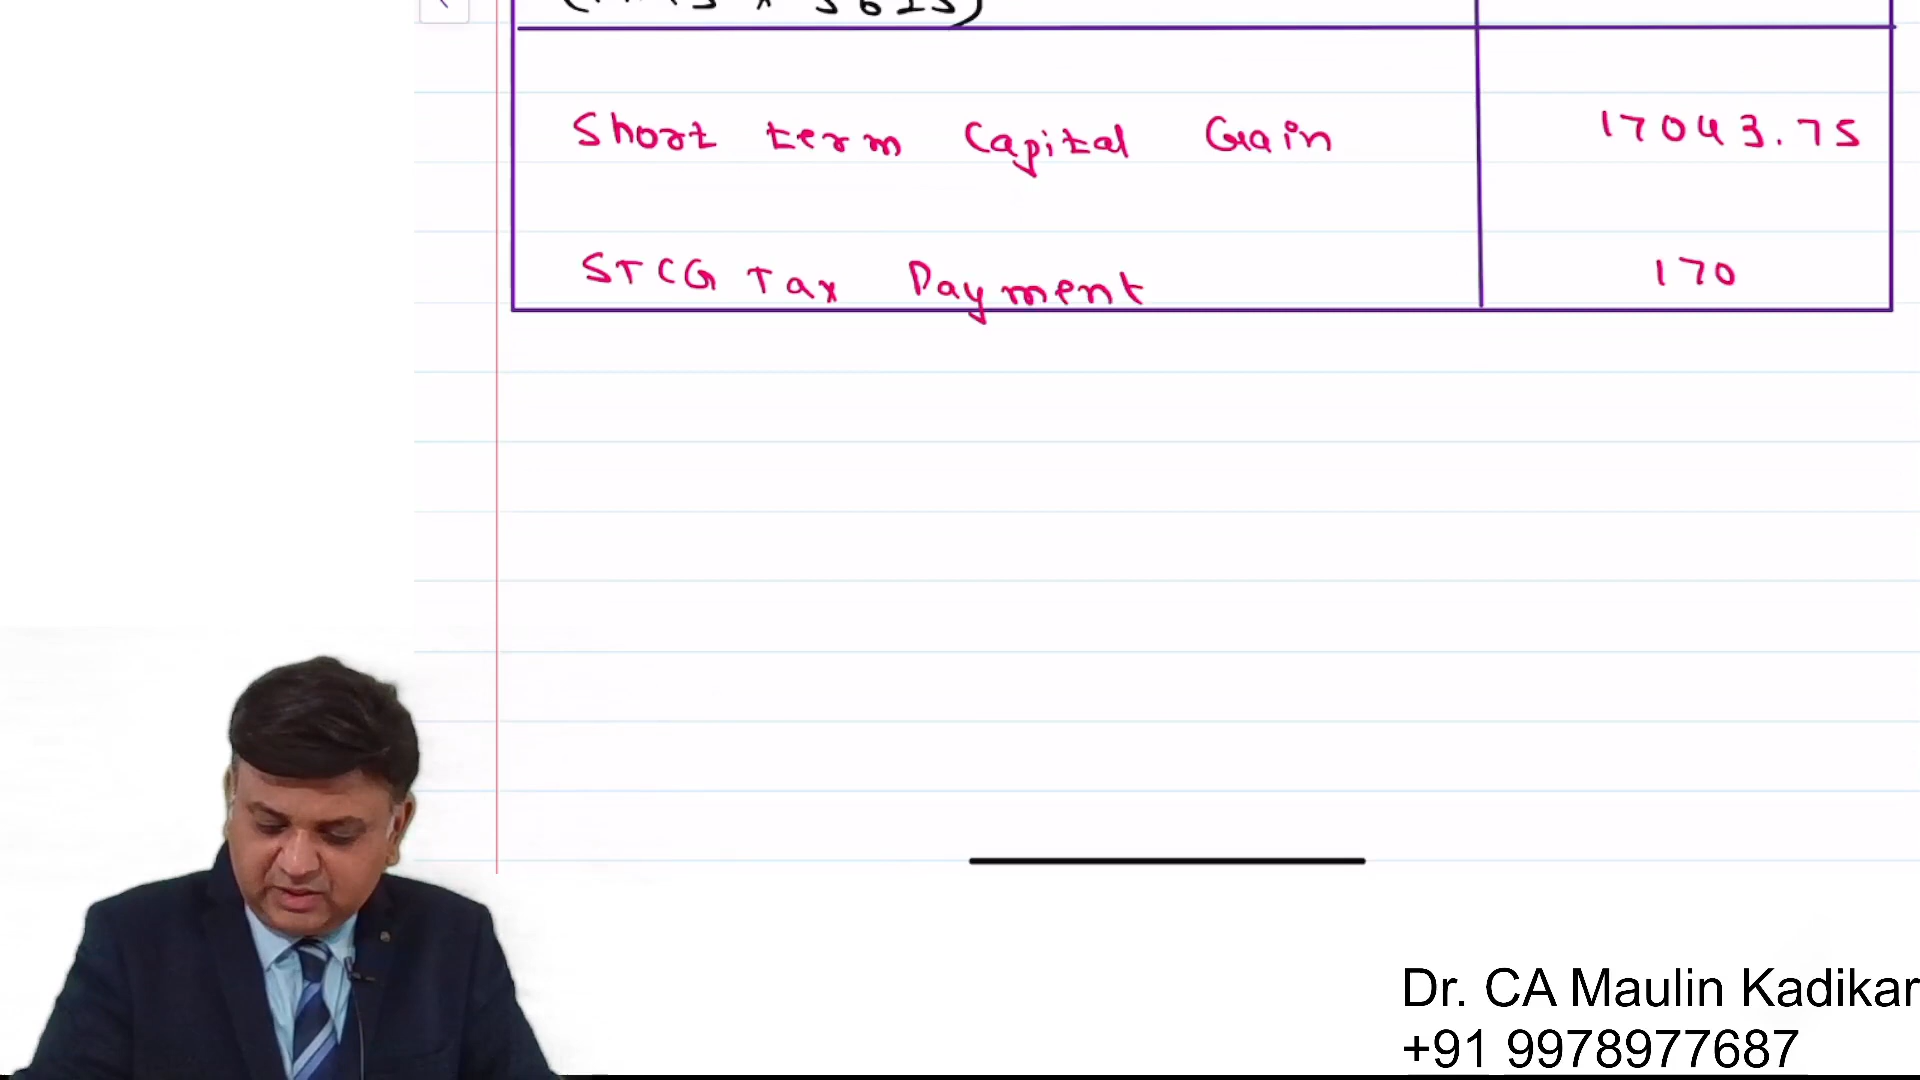 Short term Capital Gain 17043.75
STCG Tax Payment 170
Dr. CA Maulin Kadikar
+91 9978977687